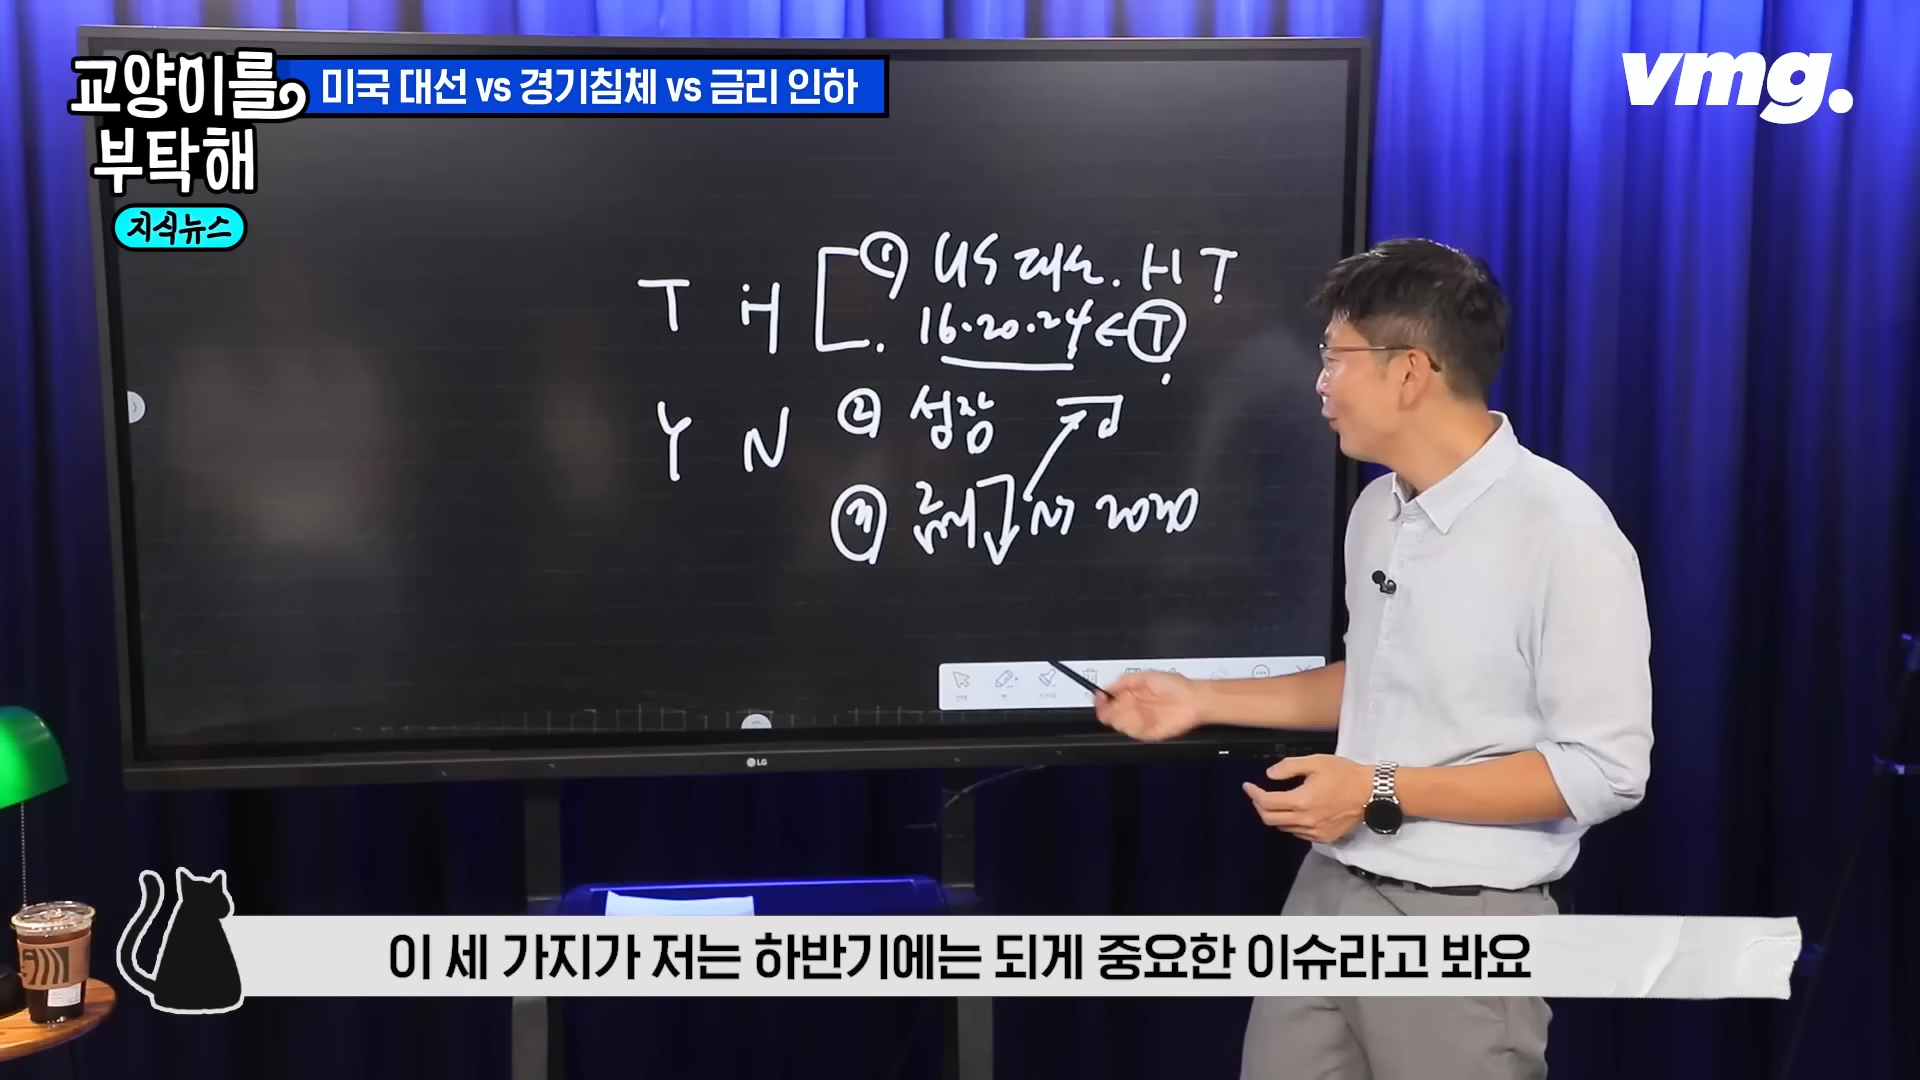 교양이를
부탁해
지식뉴스
미국 대선 vs 경기침체 vs 금리 인하
vmg.
T H ① US 대선. H T
16·20·24 ← T
Y N ② 성장
③ 금리 2020
LG
이 세 가지가 저는 하반기에는 되게 중요한 이슈라고 봐요